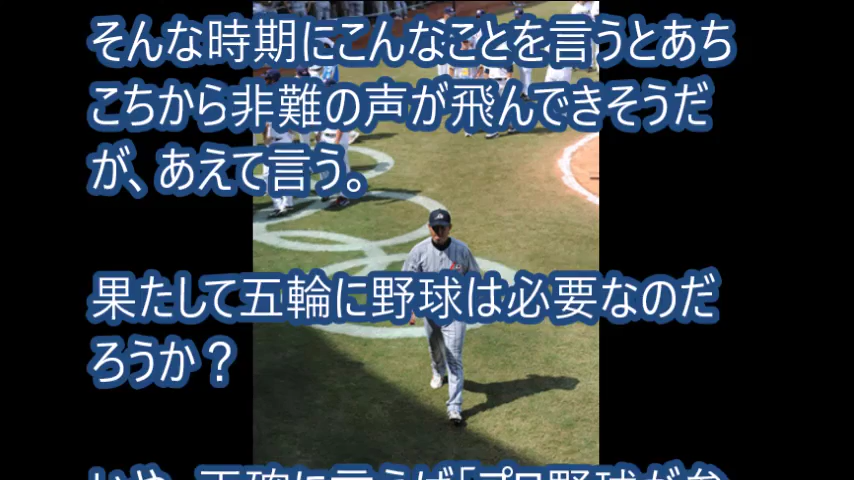 そんな時期にこんなことを言うとあち
こちから非難の声が飛んできそうだ
が、あえて言う。
果たして五輪に野球は必要なのだ
ろうか？